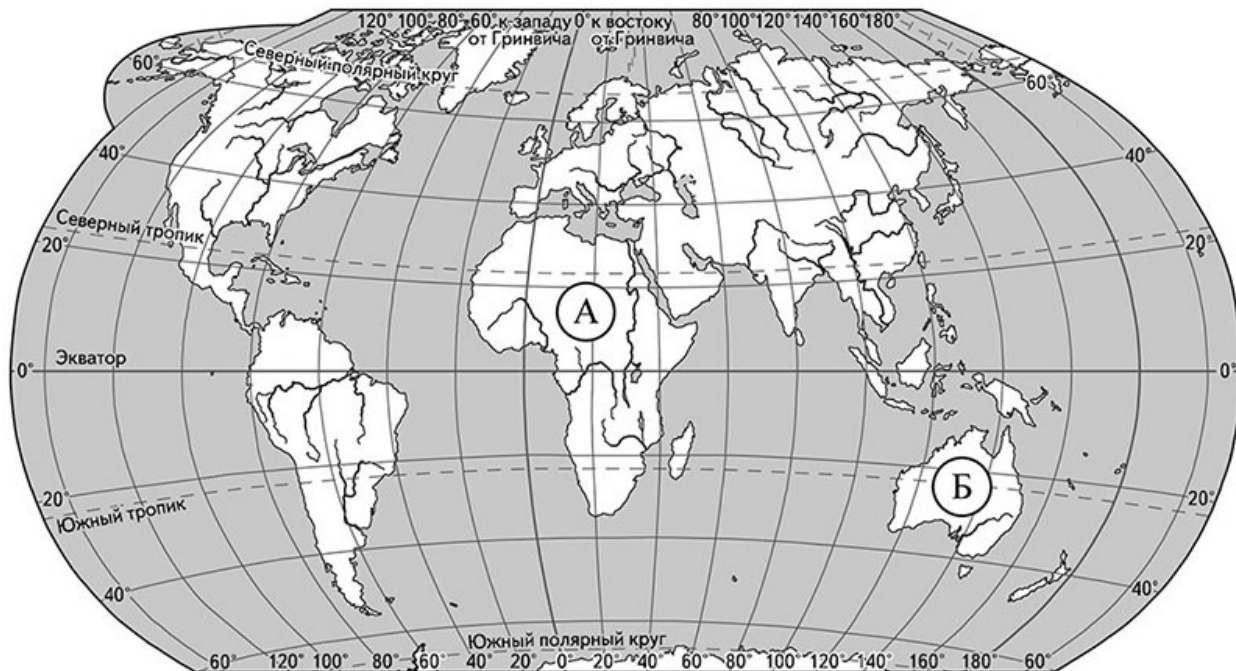 120° 100° 80° 60° к западу 0° к востоку 80° 100° 120° 140° 160° 180°
от Гринвича от Гринвича
60° Северный полярный круг 60°
40° 40°
Северный тропик
20° 20°
А
Экватор
0° 0°
Б
20° 20°
Южный тропик
40° 40°
Южный полярный круг
60° 120° 100° 80° 60° 40° 20° 0° 20° 40° 60° 80° 100° 120° 140° 60°